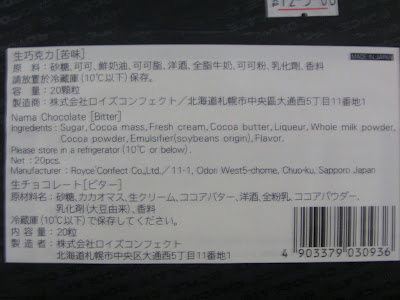 生巧克力[苦味]
MADE IN JAPAN
原 料：砂糖, 可可, 鮮奶油, 可可酯, 洋酒, 全脂牛奶, 可可粉, 乳化劑, 香料
請放置於冷藏庫(10℃以下)保存。
容 量：20顆粒
製造商：株式会社ロイズコンフェクト／北海道札幌市中央區大通西5丁目11番地1
Nama Chocolate [Bitter]
Ingredients : Sugar, Cocoa mass, Fresh cream, Cocoa butter, Liqueur, Whole milk powder,
Cocoa powder, Emulsrfier(soybeans origin), Flavor.
Please store in a refrigerator (10℃ or below).
Net : 20pcs.
Manufacturer : Royce Confect Co.,Ltd／11-1, Odori West5-chome, Chuo-ku, Sapporo Japan
生チョコレート[ビター]
原材料名：砂糖, カカオマス, 生クリーム, ココアバター, 洋酒, 全粉乳, ココアパウダー,
乳化剤(大豆由来), 香料
冷蔵庫(10℃以下)で保存してください。
内 容 量：20粒
製 造 者：株式会社ロイズコンフェクト
北海道札幌市中央区大通西5丁目11番地1
4 903379 030936